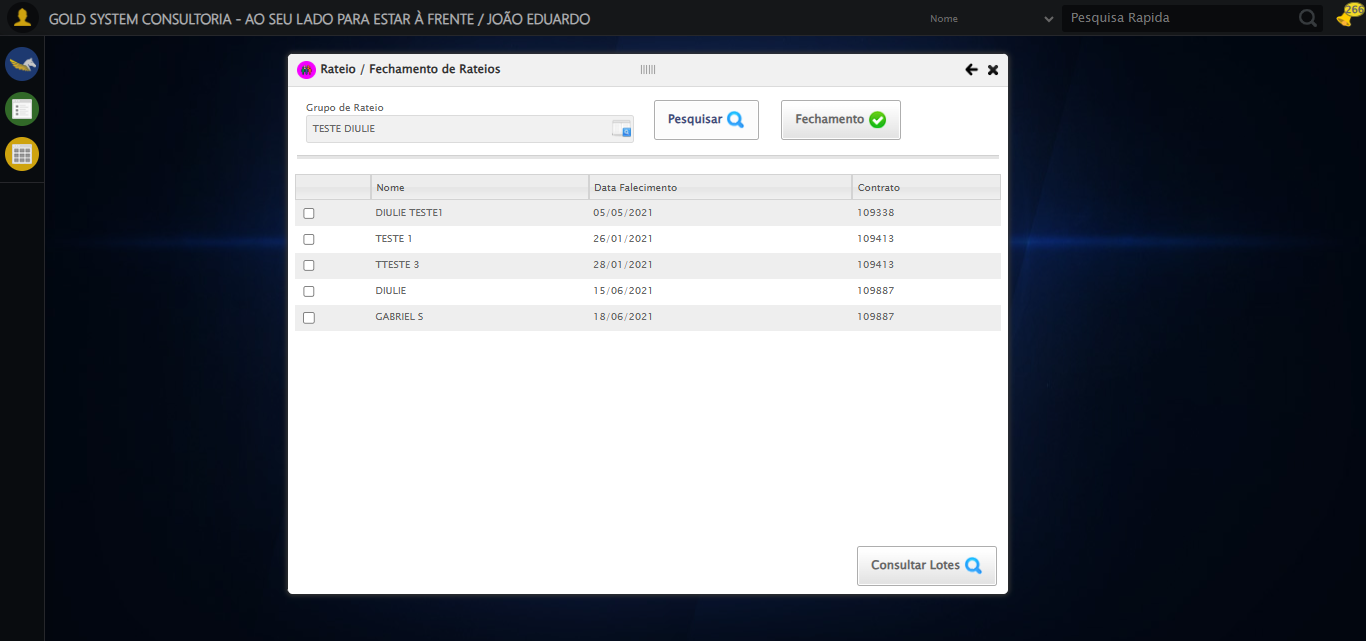 GOLD SYSTEM CONSULTORIA - AO SEU LADO PARA ESTAR À FRENTE / JOÃO EDUARDO
Nome
Pesquisa Rapida
266
Rateio / Fechamento de Rateios
Grupo de Rateio
TESTE DIULIE
Pesquisar
Fechamento
Nome Data Falecimento Contrato
DIULIE TESTE1 05/05/2021 109338
TESTE 1 26/01/2021 109413
TTESTE 3 28/01/2021 109413
DIULIE 15/06/2021 109887
GABRIEL S 18/06/2021 109887
Consultar Lotes